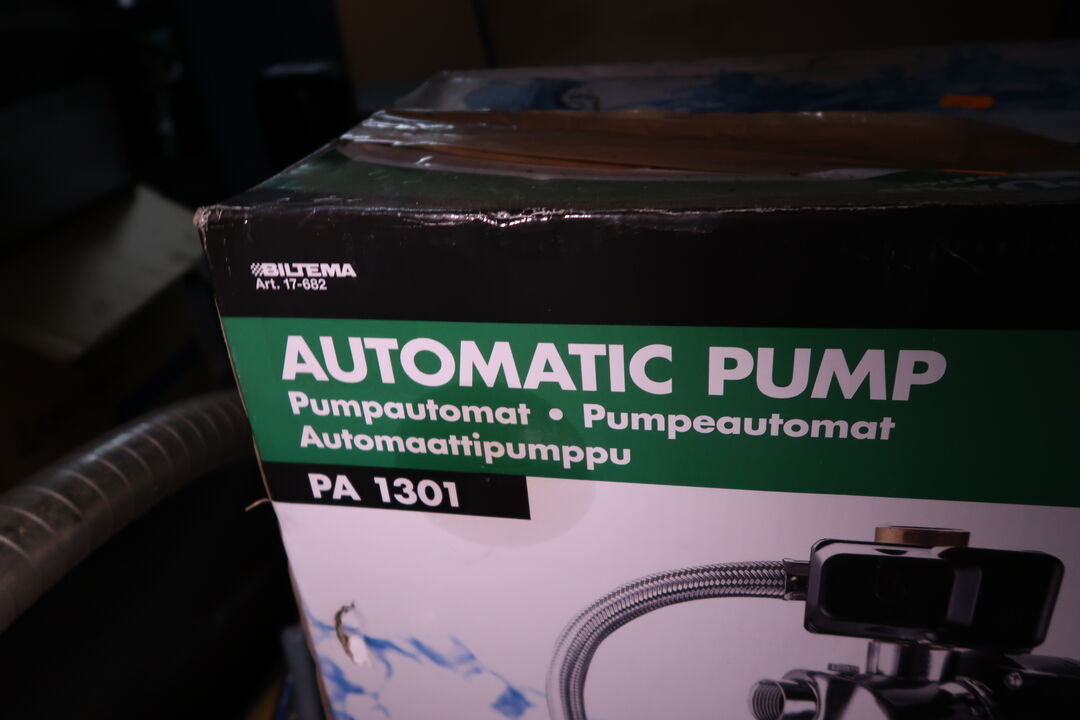 BILTEMA
Art. 17-682
AUTOMATIC PUMP
Pumpautomat • Pumpeautomat
Automaattipumppu
PA 1301